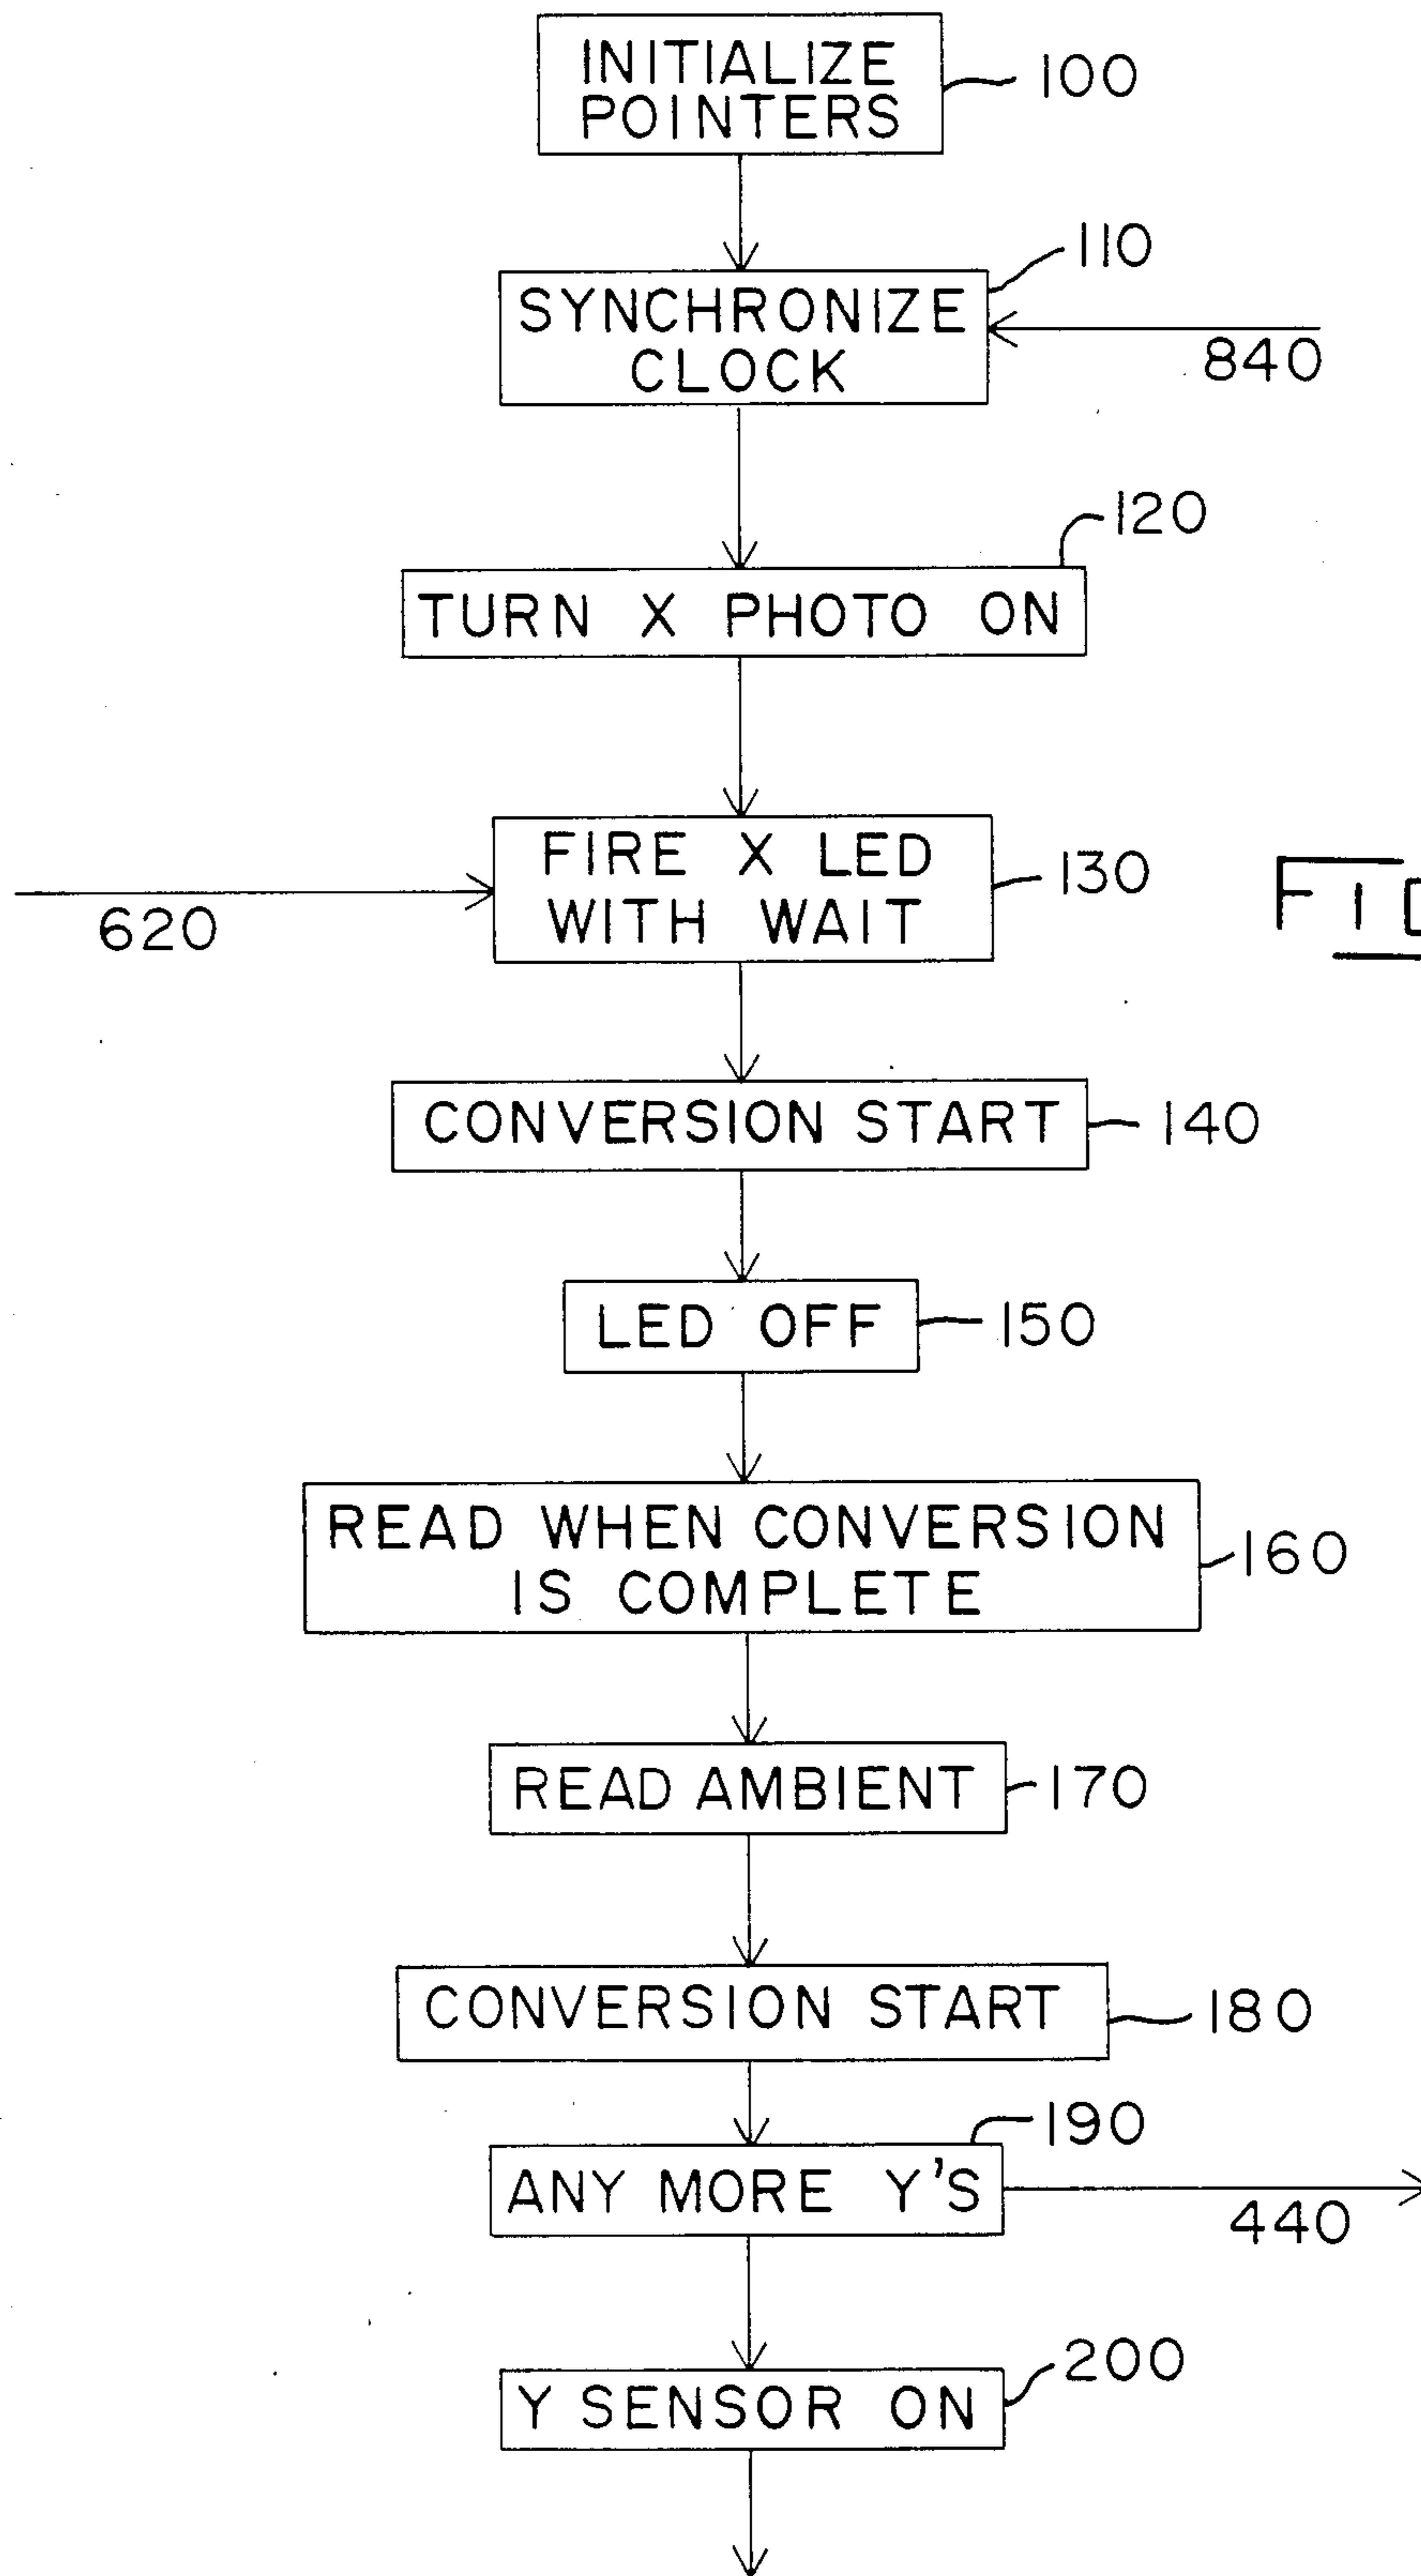 INITIALIZE
POINTERS
100
110
SYNCHRONIZE
CLOCK
840
120
TURN X PHOTO ON
FIRE X LED
WITH WAIT
130
620
CONVERSION START
140
LED OFF
150
READ WHEN CONVERSION
IS COMPLETE
160
READ AMBIENT
170
CONVERSION START
180
190
ANY MORE Y'S
440
200
Y SENSOR ON